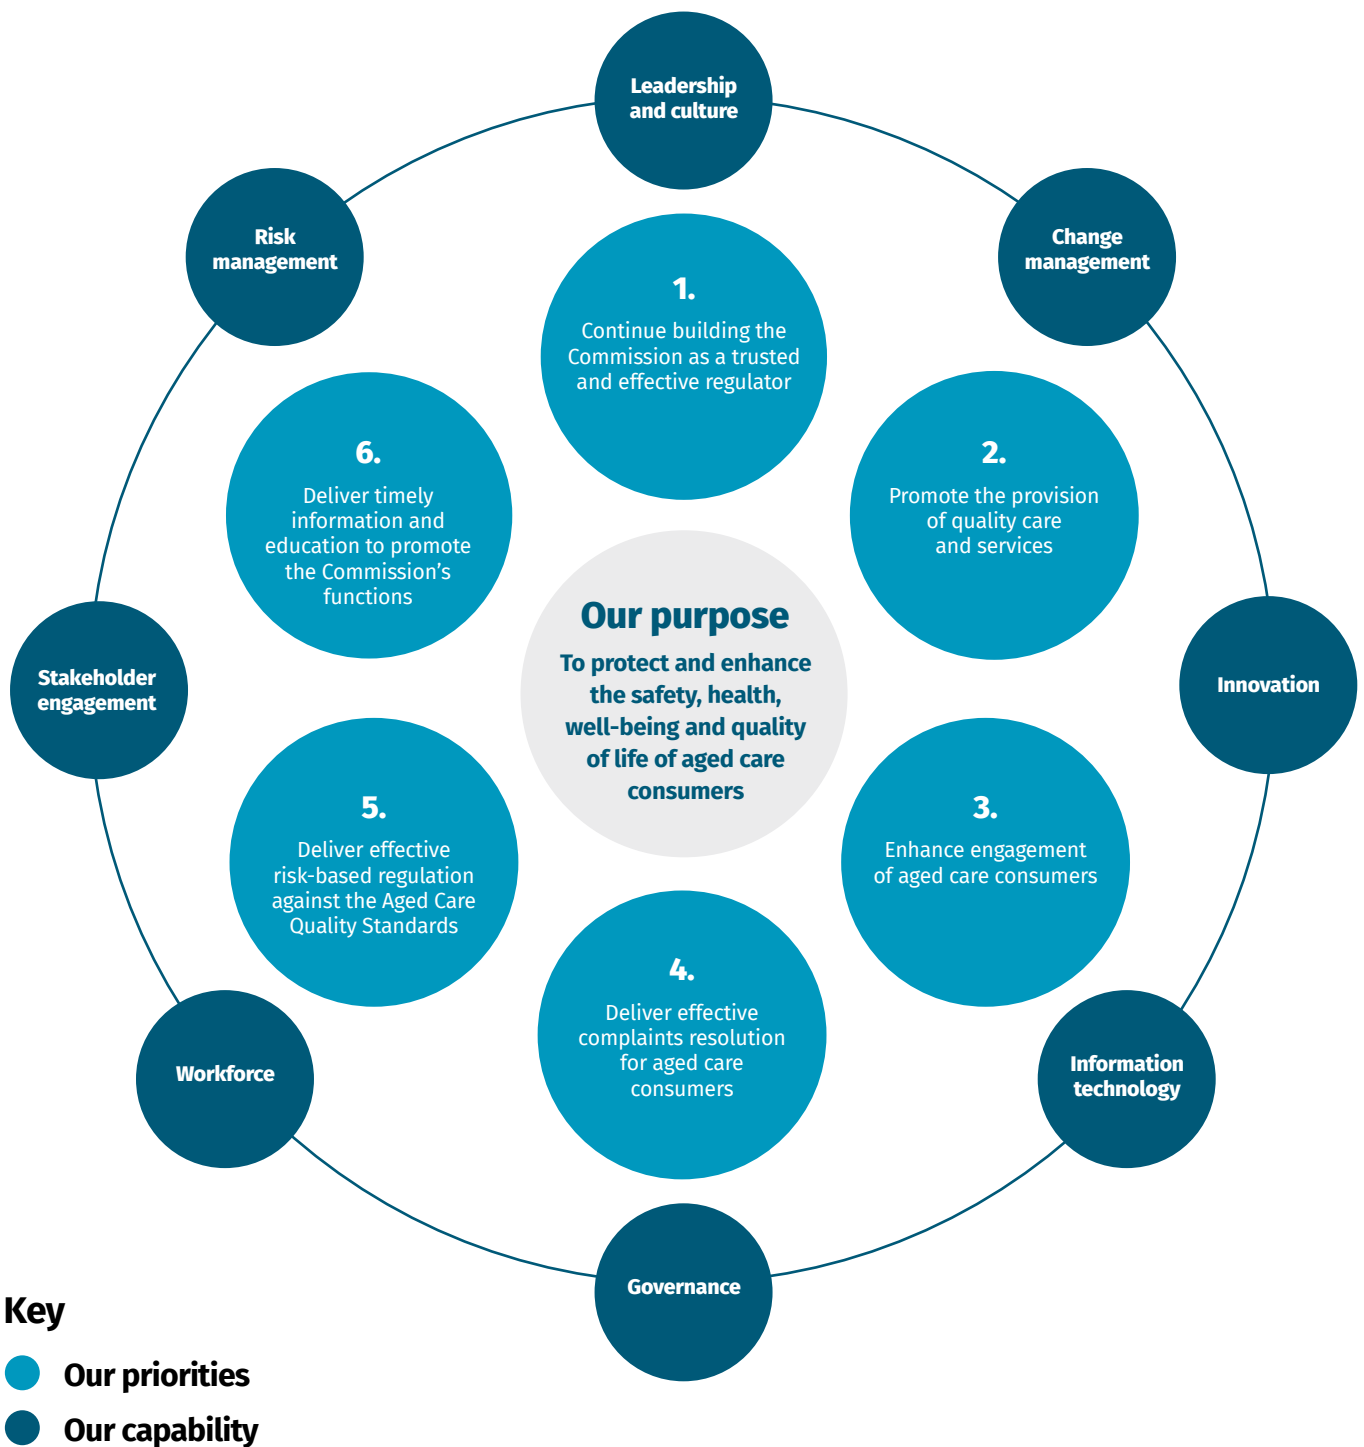 Leadership
and culture
Risk
management
Change
management
1.
Continue building the
Commission as a trusted
and effective regulator
6.
Deliver timely
information and
education to promote
the Commission’s
functions
2.
Promote the provision
of quality care
and services
Our purpose
To protect and enhance
the safety, health,
well-being and quality
of life of aged care
consumers
Stakeholder
engagement
Innovation
5.
Deliver effective
risk-based regulation
against the Aged Care
Quality Standards
3.
Enhance engagement
of aged care consumers
4.
Deliver effective
complaints resolution
for aged care
consumers
Workforce
Information
technology
Governance
Key
Our priorities
Our capability